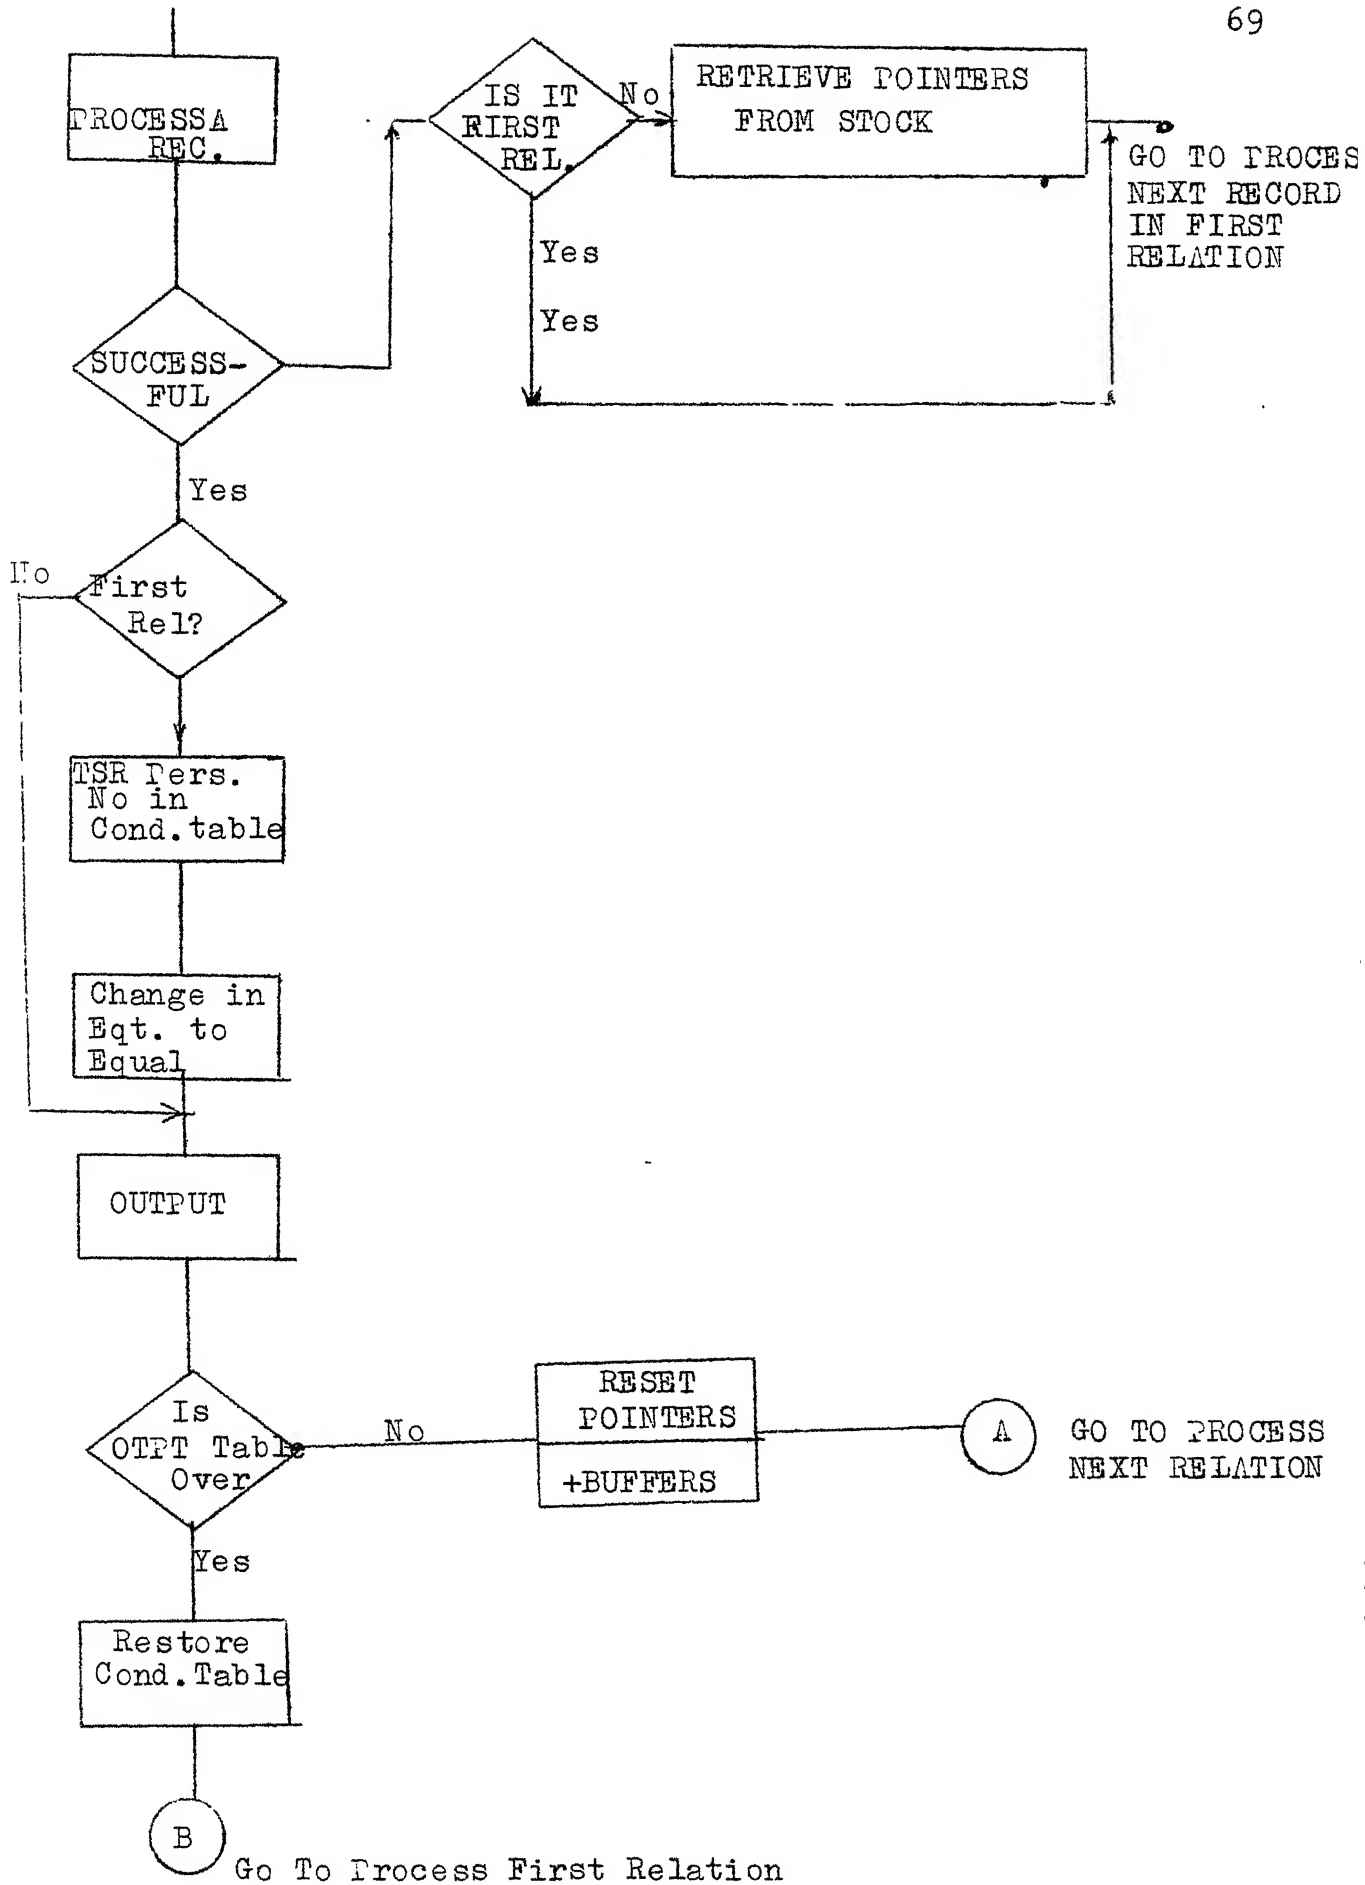 69
PROCESSA
REC.
IS IT
FIRST
REL.
No
RETRIEVE POINTERS
FROM STOCK
GO TO PROCES
NEXT RECORD
IN FIRST
RELATION
Yes
Yes
SUCCESS-
FUL
Yes
No
First
Rel?
TSR Pers.
No in
Cond.table
Change in
Eqt. to
Equal
OUTPUT
Is
OTPT Table
Over
No
RESET
POINTERS
+BUFFERS
A
GO TO PROCESS
NEXT RELATION
Yes
Restore
Cond.Table
B
Go To Process First Relation